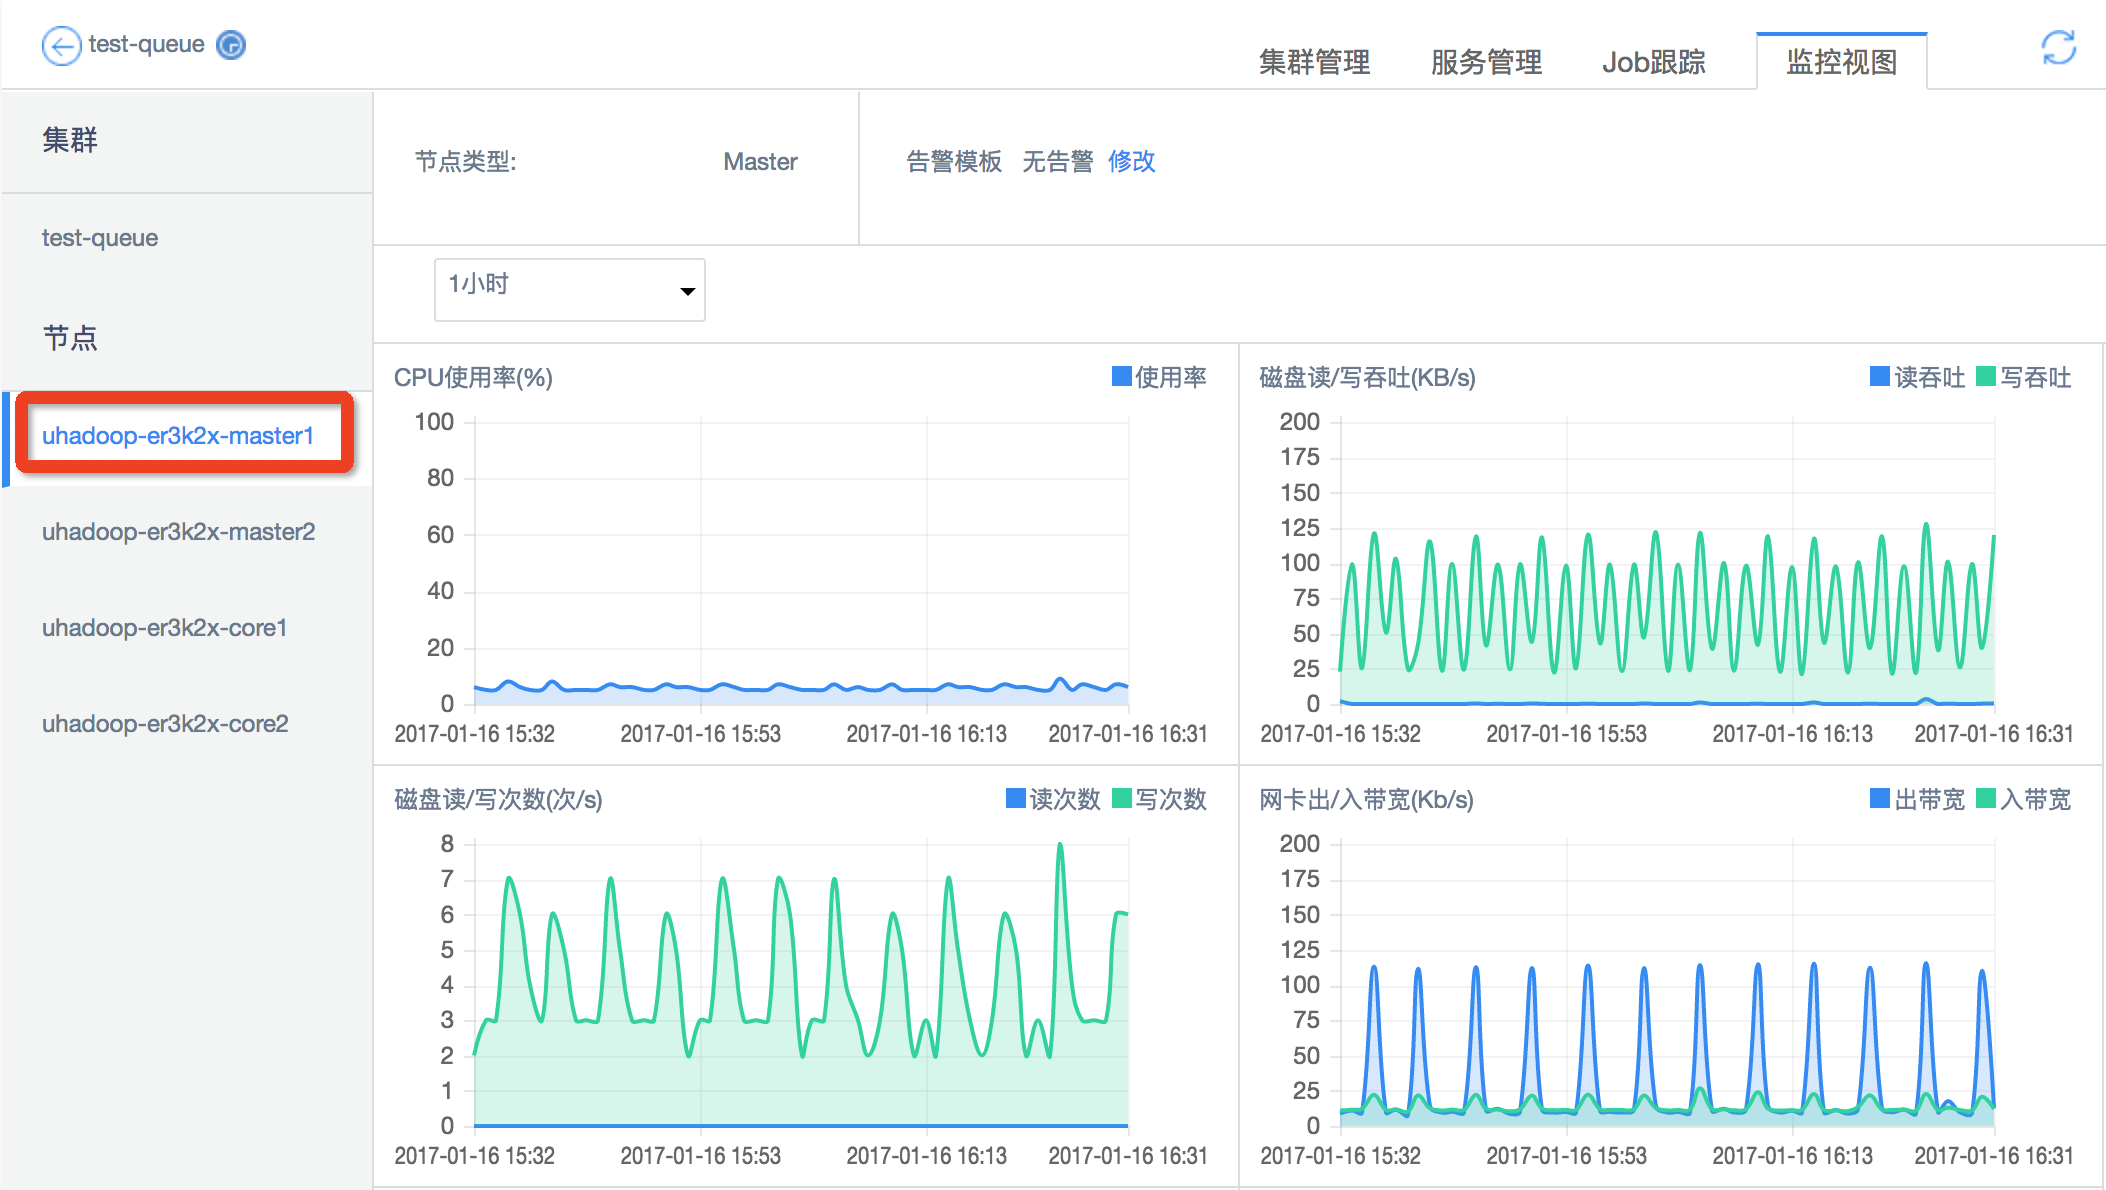 test-queue
集群管理 服务管理 Job跟踪 监控视图
集群
test-queue
节点
uhadoop-er3k2x-master1
uhadoop-er3k2x-master2
uhadoop-er3k2x-core1
uhadoop-er3k2x-core2
节点类型: Master
告警模板 无告警 修改
1小时
CPU使用率(%)
使用率
100
80
60
40
20
0
2017-01-16 15:32 2017-01-16 15:53 2017-01-16 16:13 2017-01-16 16:31
磁盘读/写吞吐(KB/s)
读吞吐 写吞吐
200
175
150
125
100
75
50
25
0
2017-01-16 15:32 2017-01-16 15:53 2017-01-16 16:13 2017-01-16 16:31
磁盘读/写次数(次/s)
读次数 写次数
8
7
6
5
4
3
2
1
0
2017-01-16 15:32 2017-01-16 15:53 2017-01-16 16:13 2017-01-16 16:31
网卡出/入带宽(Kb/s)
出带宽 入带宽
200
175
150
125
100
75
50
25
0
2017-01-16 15:32 2017-01-16 15:53 2017-01-16 16:13 2017-01-16 16:31